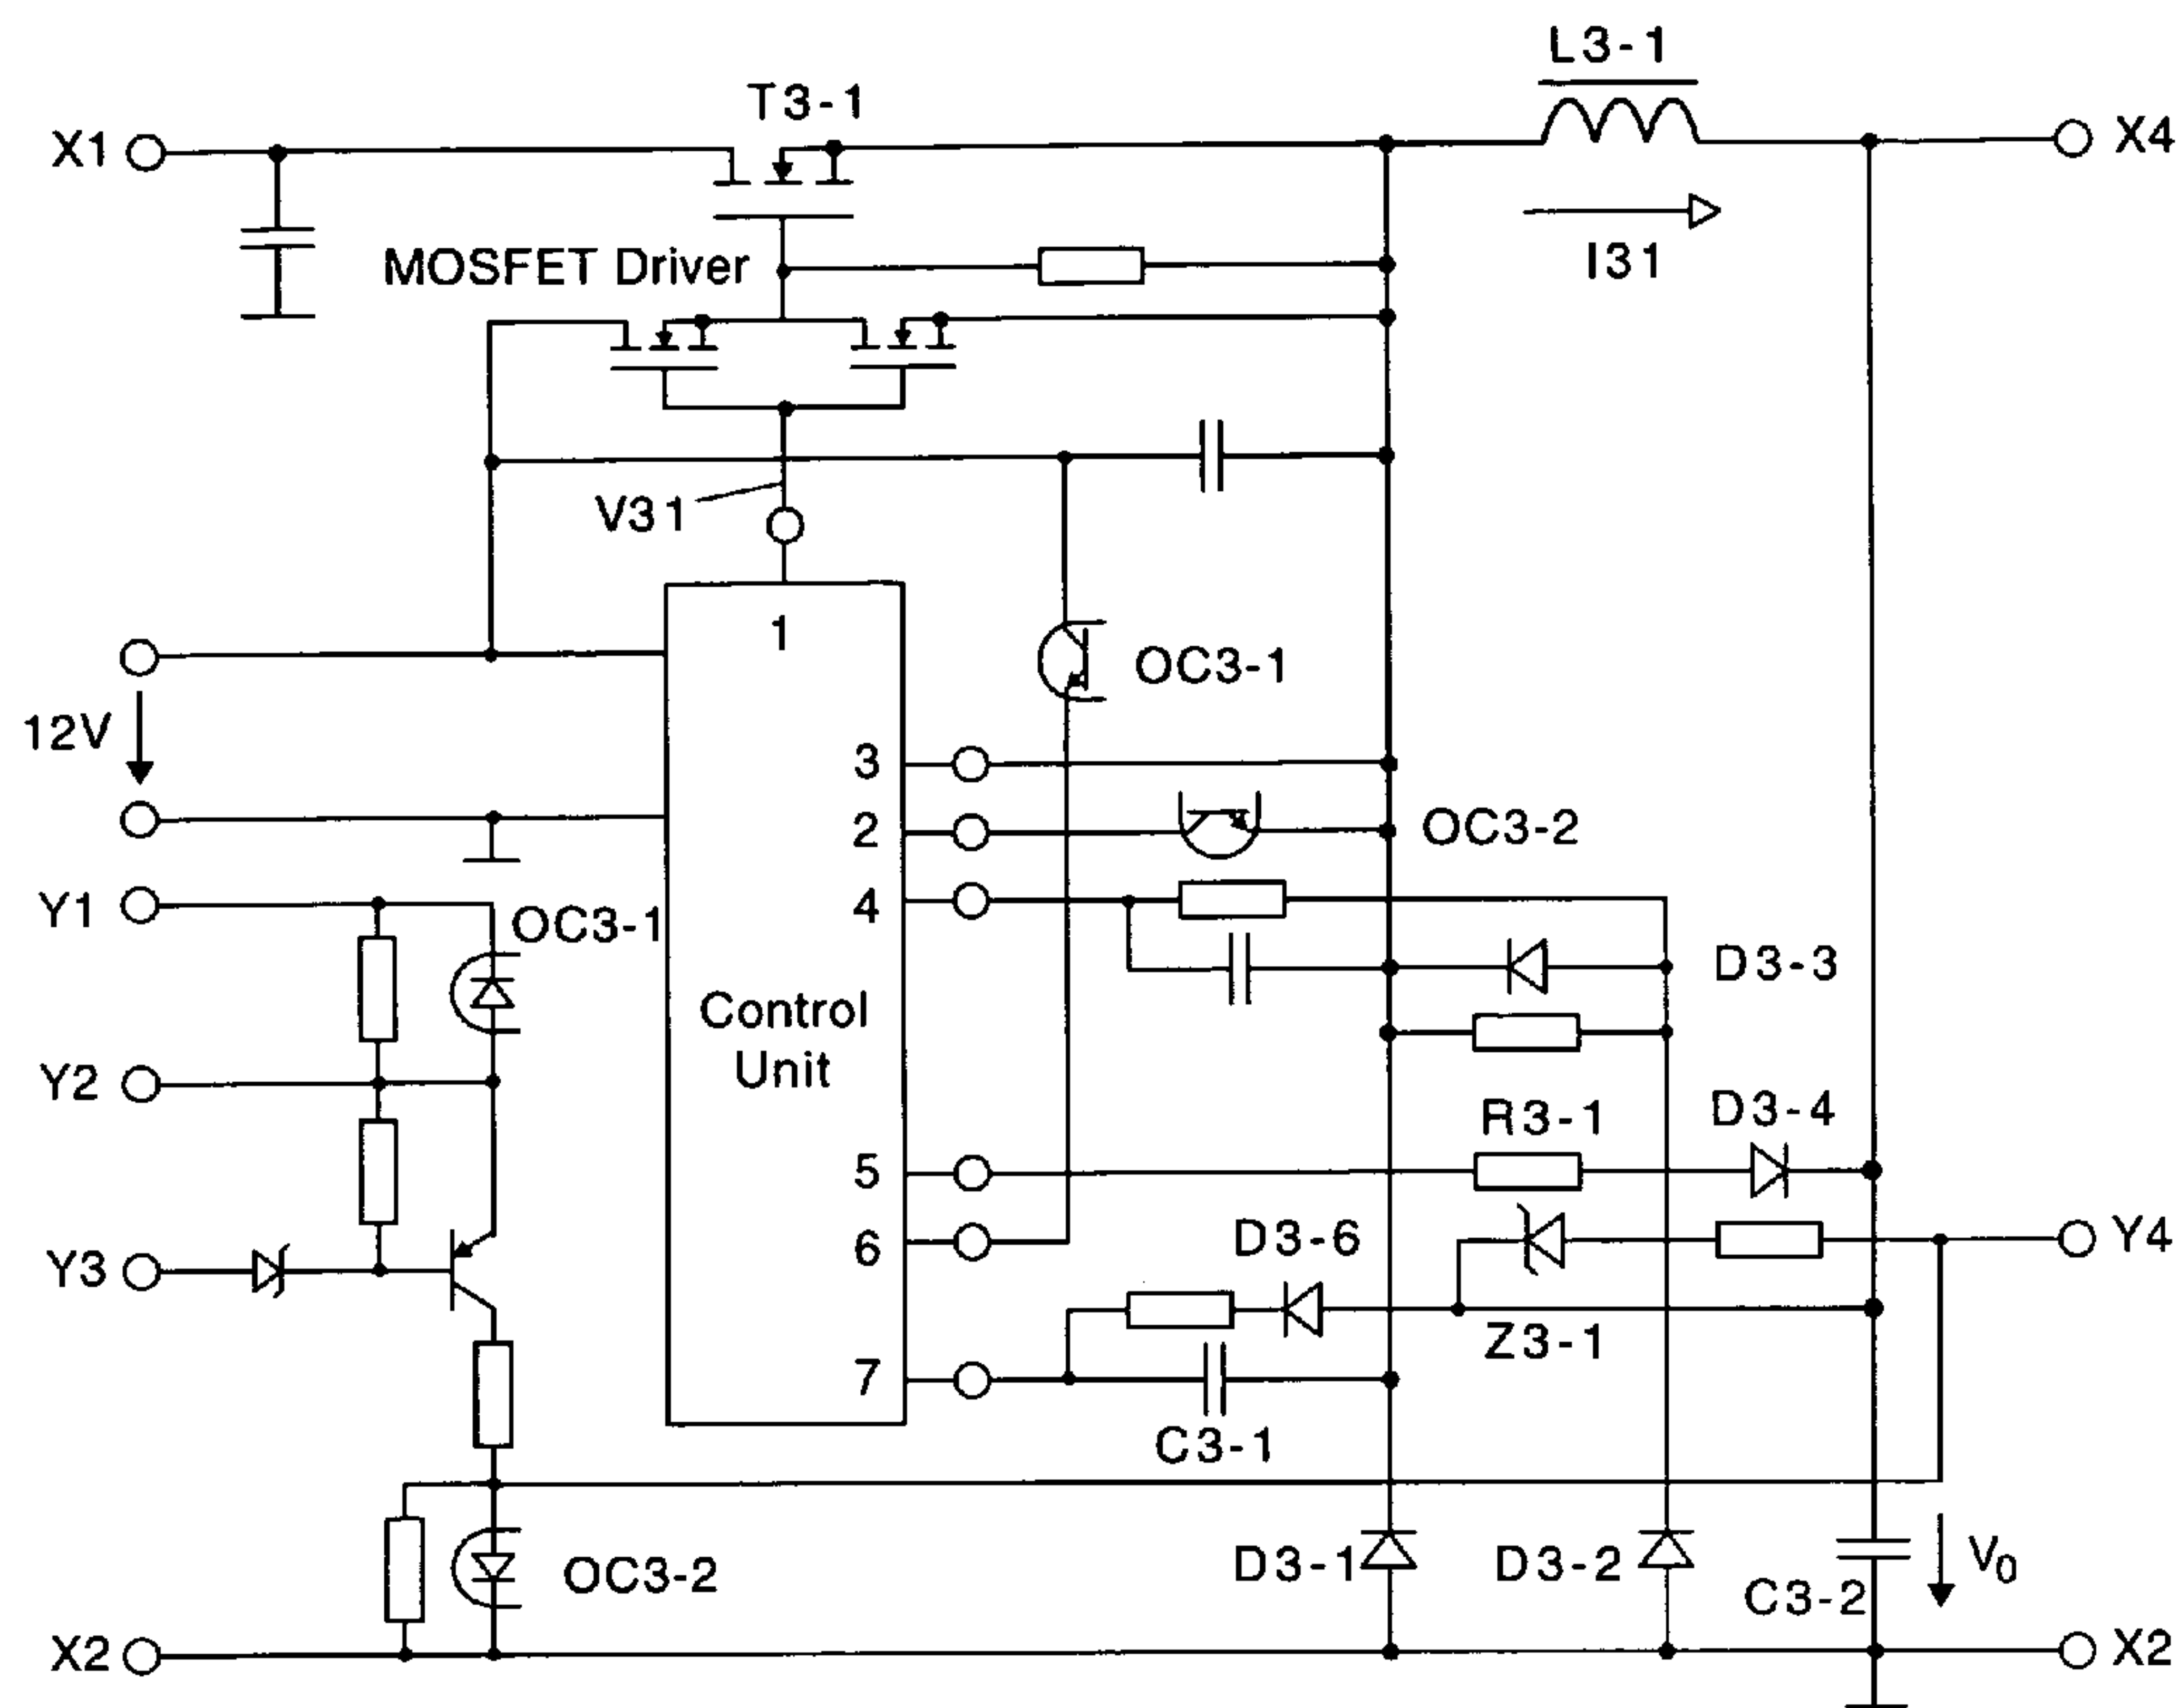 L3-1
T3-1
X1
X4
MOSFET Driver
I31
V31
1
OC3-1
12V
3
2
OC3-2
Y1
OC3-1
4
D3-3
Control
Unit
Y2
R3-1
D3-4
5
Y3
6
D3-6
Y4
Z3-1
7
C3-1
OC3-2
D3-1
D3-2
C3-2
V0
X2
X2